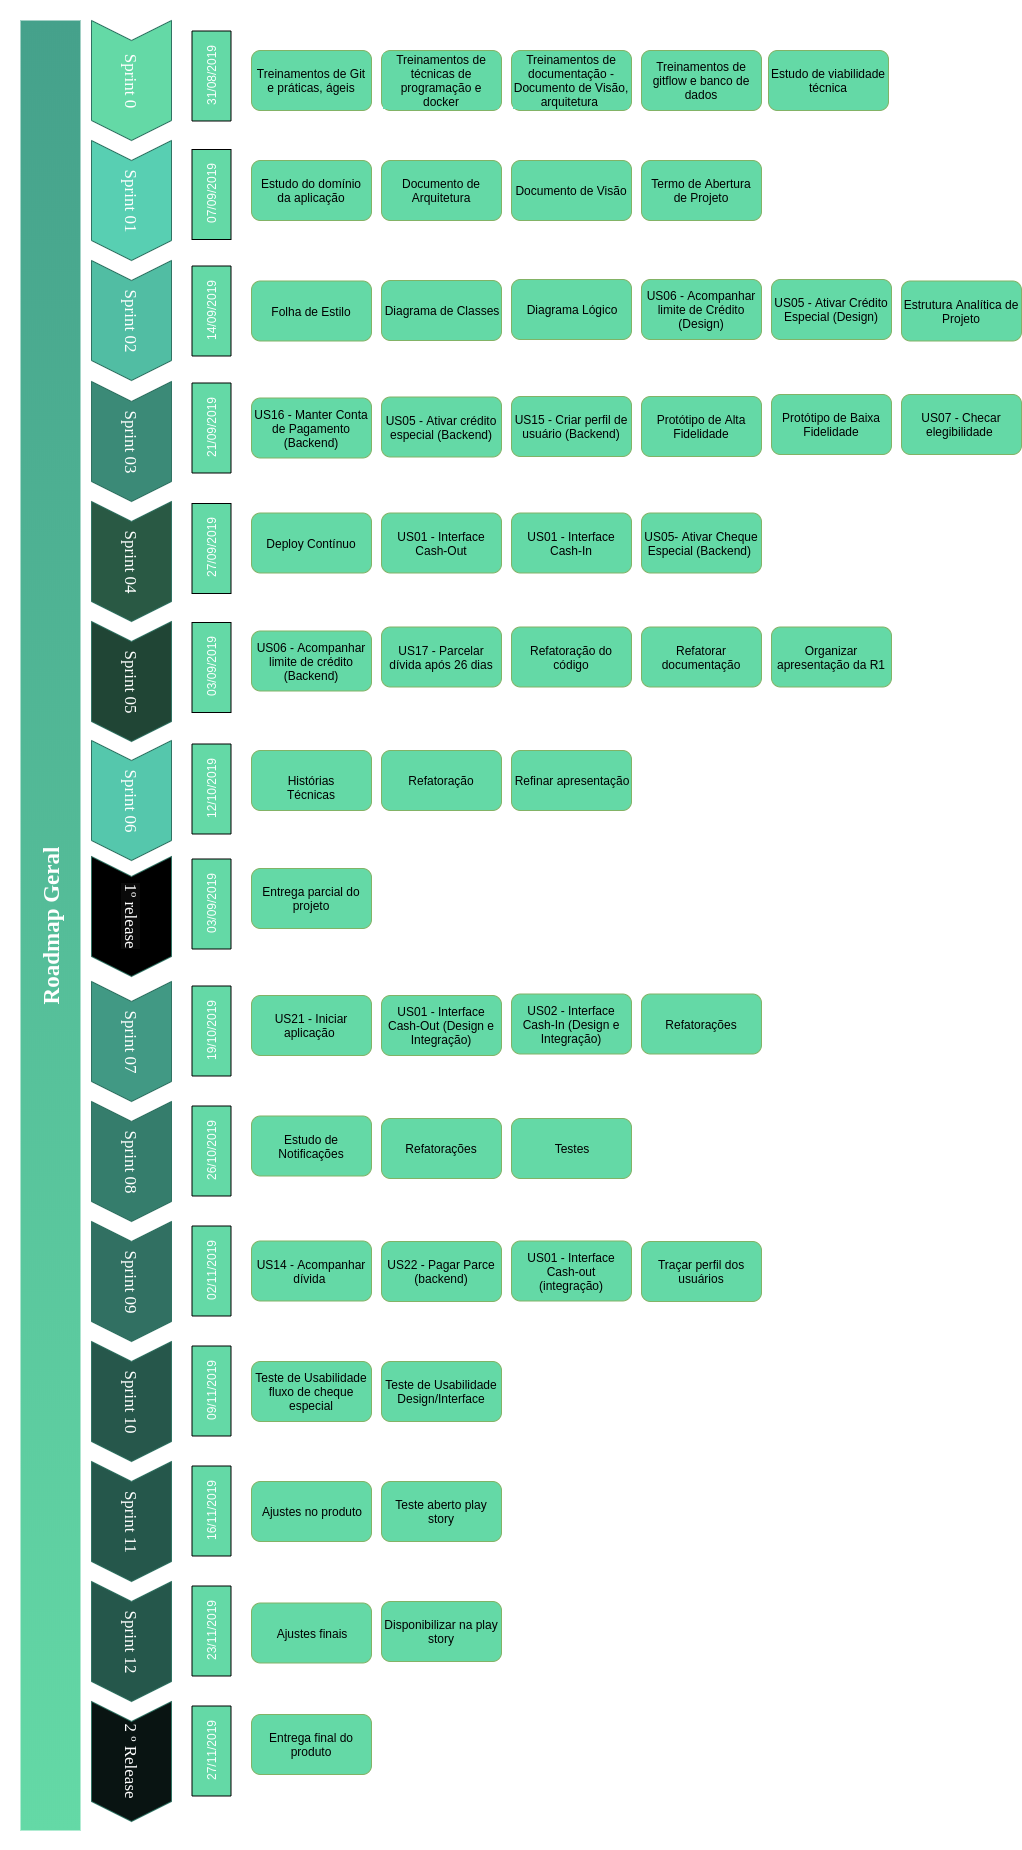 Roadmap Geral
Sprint 0
31/08/2019
Treinamentos de Git
e práticas, ágeis
Treinamentos de
técnicas de
programação e
docker
Treinamentos de
documentação -
Documento de Visão,
arquitetura
Treinamentos de
gitflow e banco de
dados
Estudo de viabilidade
técnica
Sprint 01
07/09/2019
Estudo do domínio
da aplicação
Documento de
Arquitetura
Documento de Visão
Termo de Abertura
de Projeto
Sprint 02
14/09/2019
Folha de Estilo
Diagrama de Classes
Diagrama Lógico
US06 - Acompanhar
limite de Crédito
(Design)
US05 - Ativar Crédito
Especial (Design)
Estrutura Analítica de
Projeto
Sprint 03
21/09/2019
US16 - Manter Conta
de Pagamento
(Backend)
US05 - Ativar crédito
especial (Backend)
US15 - Criar perfil de
usuário (Backend)
Protótipo de Alta
Fidelidade
Protótipo de Baixa
Fidelidade
US07 - Checar
elegibilidade
Sprint 04
27/09/2019
Deploy Contínuo
US01 - Interface
Cash-Out
US01 - Interface
Cash-In
US05- Ativar Cheque
Especial (Backend)
Sprint 05
03/09/2019
US06 - Acompanhar
limite de crédito
(Backend)
US17 - Parcelar
dívida após 26 dias
Refatoração do
código
Refatorar
documentação
Organizar
apresentação da R1
Sprint 06
12/10/2019
Histórias
Técnicas
Refatoração
Refinar apresentação
1° release
03/09/2019
Entrega parcial do
projeto
Sprint 07
19/10/2019
US21 - Iniciar
aplicação
US01 - Interface
Cash-Out (Design e
Integração)
US02 - Interface
Cash-In (Design e
Integração)
Refatorações
Sprint 08
26/10/2019
Estudo de
Notificações
Refatorações
Testes
Sprint 09
02/11/2019
US14 - Acompanhar
dívida
US22 - Pagar Parce
(backend)
US01 - Interface
Cash-out
(integração)
Traçar perfil dos
usuários
Sprint 10
09/11/2019
Teste de Usabilidade
fluxo de cheque
especial
Teste de Usabilidade
Design/Interface
Sprint 11
16/11/2019
Ajustes no produto
Teste aberto play
story
Sprint 12
23/11/2019
Ajustes finais
Disponibilizar na play
story
2 ° Release
27/11/2019
Entrega final do
produto